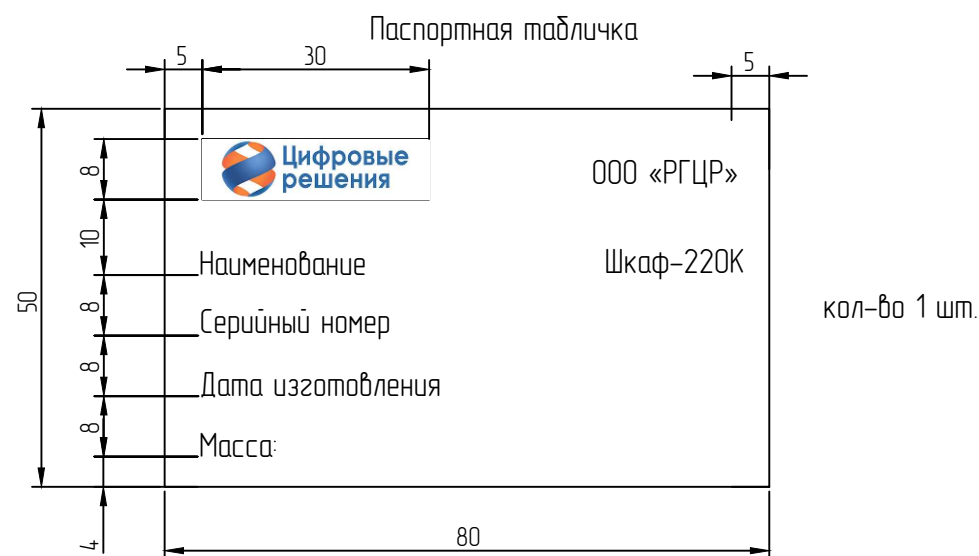 Паспортная табличка
5 30 5
Цифровые
решения
ООО «РГЦР»
8
10
Наименование Шкаф-220К
50
8
Серийный номер
кол-во 1 шт.
8
Дата изготовления
8
Масса:
4
80